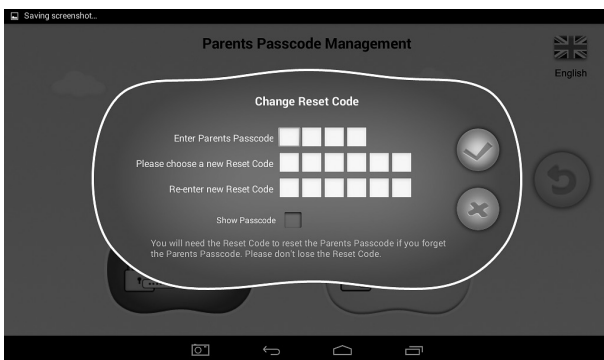 Saving screenshot...
Parents Passcode Management
English
Change Reset Code
Enter Parents Passcode
Please choose a new Reset Code
Re-enter new Reset Code
Show Passcode
You will need the Reset Code to reset the Parents Passcode if you forget
the Parents Passcode. Please don't lose the Reset Code.